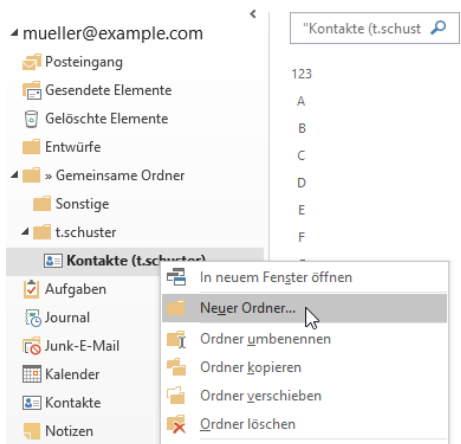 mueller@example.com
Posteingang
Gesendete Elemente
Gelöschte Elemente
Entwürfe
» Gemeinsame Ordner
Sonstige
t.schuster
Kontakte (t.schuster)
Aufgaben
Journal
Junk-E-Mail
Kalender
Kontakte
Notizen
"Kontakte (t.schust
123
A
B
C
D
E
F
In neuem Fenster öffnen
Neuer Ordner...
Ordner umbenennen
Ordner kopieren
Ordner verschieben
Ordner löschen